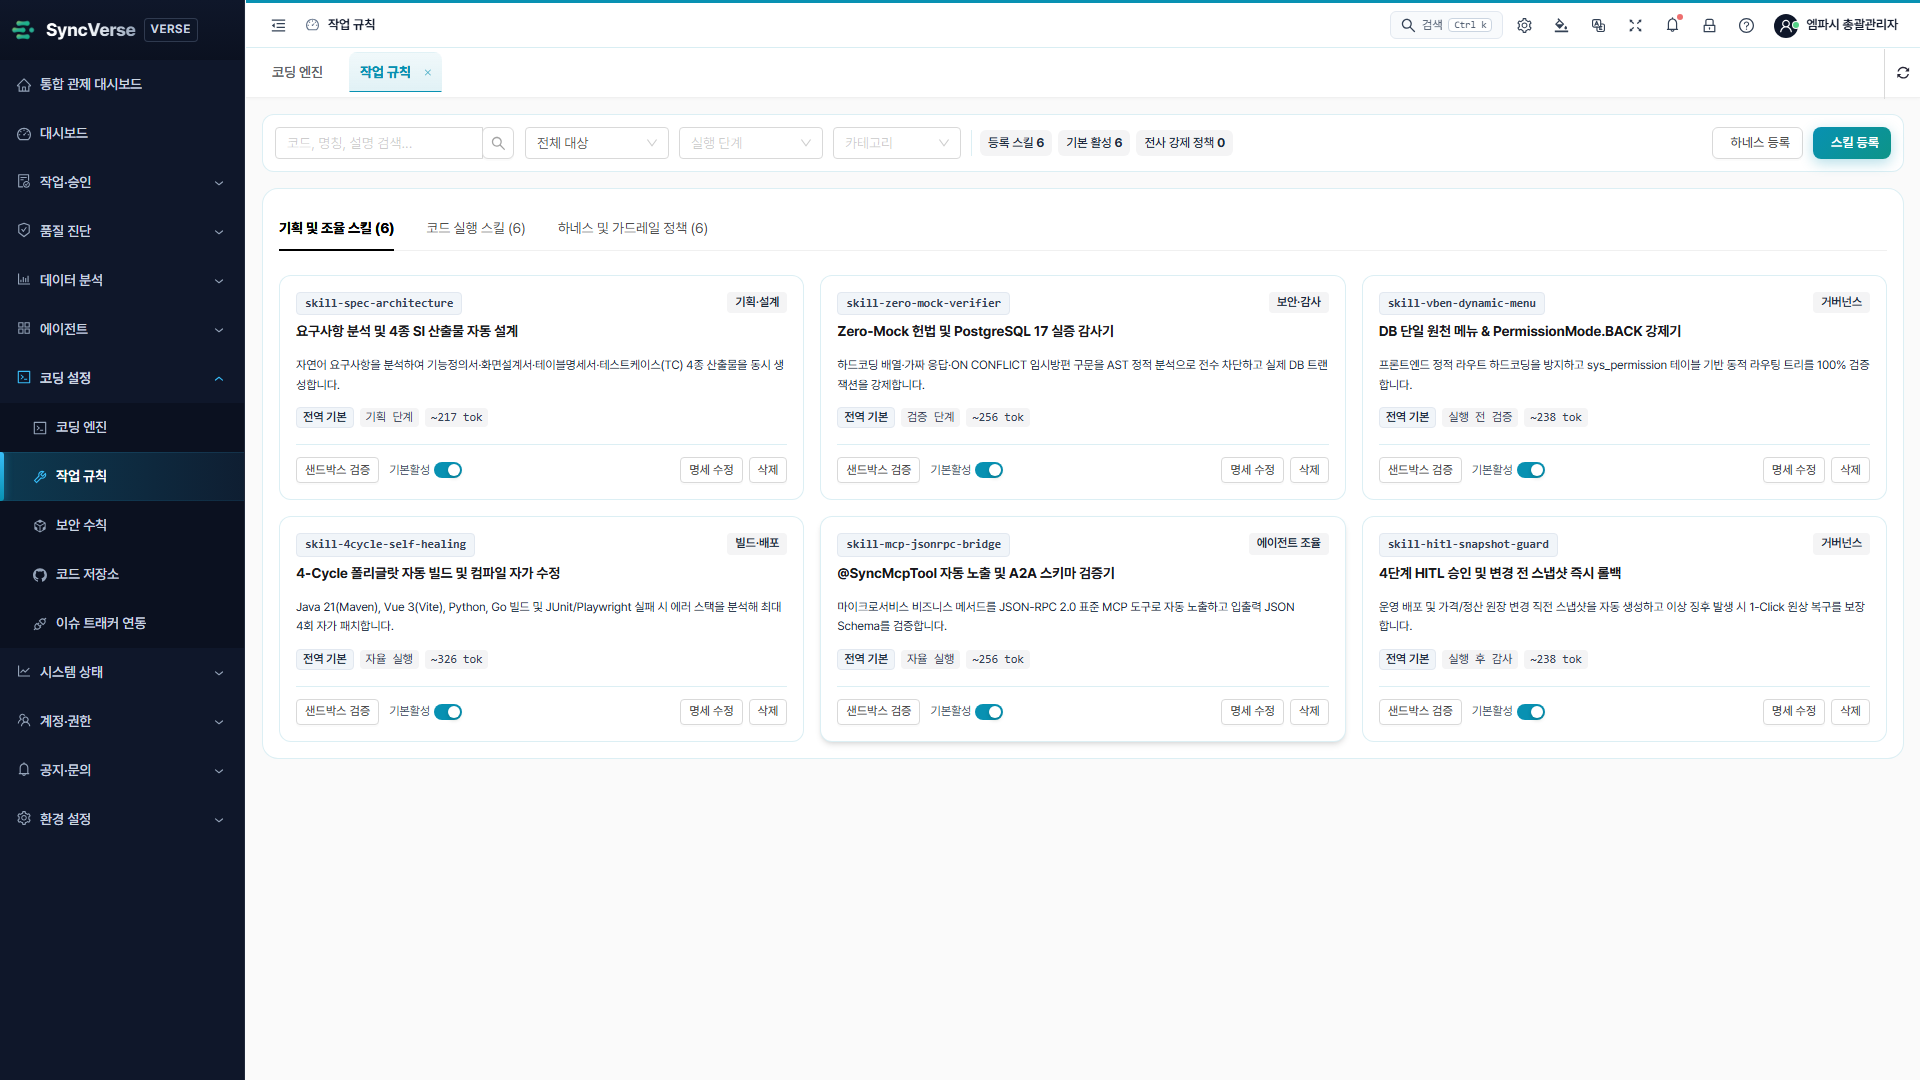 SyncVerse VERSE
통합 관제 대시보드
대시보드
작업·승인
품질 진단
데이터 분석
에이전트
코딩 설정
코딩 엔진
작업 규칙
보안 수칙
코드 저장소
이슈 트래커 연동
시스템 상태
계정·권한
공지·문의
환경 설정
작업 규칙
검색 Ctrl k
엠파시 총괄관리자
코딩 엔진
작업 규칙 ×
코드, 명칭, 설명 검색...
전체 대상
실행 단계
카테고리
등록 스킬 6
기본 활성 6
전사 강제 정책 0
하네스 등록
스킬 등록
기획 및 조율 스킬 (6)
코드 실행 스킬 (6)
하네스 및 가드레일 정책 (6)
skill-spec-architecture
기획·설계
요구사항 분석 및 4종 SI 산출물 자동 설계
자연어 요구사항을 분석하여 기능정의서·화면설계서·테이블명세서·테스트케이스(TC) 4종 산출물을 동시 생
성합니다.
전역 기본 기획 단계 ~217 tok
샌드박스 검증 기본활성 명세 수정 삭제
skill-zero-mock-verifier
보안·감사
Zero-Mock 헌법 및 PostgreSQL 17 실증 감사기
하드코딩 배열·가짜 응답·ON CONFLICT 임시방편 구문을 AST 정적 분석으로 전수 차단하고 실제 DB 트랜
잭션을 강제합니다.
전역 기본 검증 단계 ~256 tok
샌드박스 검증 기본활성 명세 수정 삭제
skill-vben-dynamic-menu
거버넌스
DB 단일 원천 메뉴 & PermissionMode.BACK 강제기
프론트엔드 정적 라우트 하드코딩을 방지하고 sys_permission 테이블 기반 동적 라우팅 트리를 100% 검증
합니다.
전역 기본 실행 전 검증 ~238 tok
샌드박스 검증 기본활성 명세 수정 삭제
skill-4cycle-self-healing
빌드·배포
4-Cycle 폴리글랏 자동 빌드 및 컴파일 자가 수정
Java 21(Maven), Vue 3(Vite), Python, Go 빌드 및 JUnit/Playwright 실패 시 에러 스택을 분석해 최대
4회 자가 패치합니다.
전역 기본 자율 실행 ~326 tok
샌드박스 검증 기본활성 명세 수정 삭제
skill-mcp-jsonrpc-bridge
에이전트 조율
@SyncMcpTool 자동 노출 및 A2A 스키마 검증기
마이크로서비스 비즈니스 메서드를 JSON-RPC 2.0 표준 MCP 도구로 자동 노출하고 입출력 JSON
Schema를 검증합니다.
전역 기본 자율 실행 ~256 tok
샌드박스 검증 기본활성 명세 수정 삭제
skill-hitl-snapshot-guard
거버넌스
4단계 HITL 승인 및 변경 전 스냅샷 즉시 롤백
운영 배포 및 가격/정산 원장 변경 직전 스냅샷을 자동 생성하고 이상 징후 발생 시 1-Click 원상 복구를 보장
합니다.
전역 기본 실행 후 감사 ~238 tok
샌드박스 검증 기본활성 명세 수정 삭제